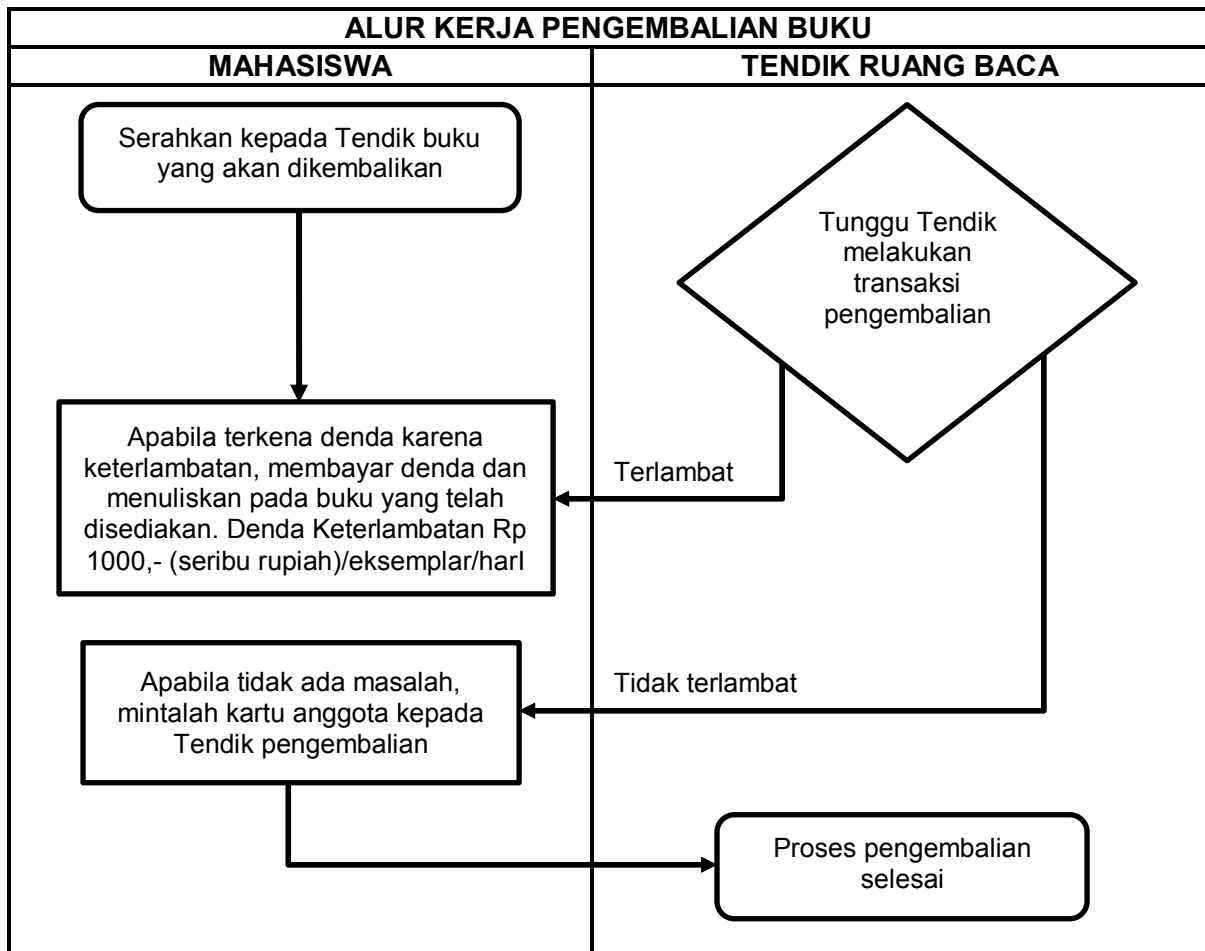 ALUR KERJA PENGEMBALIAN BUKU
MAHASISWA
TENDIK RUANG BACA
Serahkan kepada Tendik buku
yang akan dikembalikan
Tunggu Tendik
melakukan
transaksi
pengembalian
Apabila terkena denda karena
keterlambatan, membayar denda dan
menuliskan pada buku yang telah
disediakan. Denda Keterlambatan Rp
1000,- (seribu rupiah)/eksemplar/harI
Terlambat
Apabila tidak ada masalah,
mintalah kartu anggota kepada
Tendik pengembalian
Tidak terlambat
Proses pengembalian
selesai